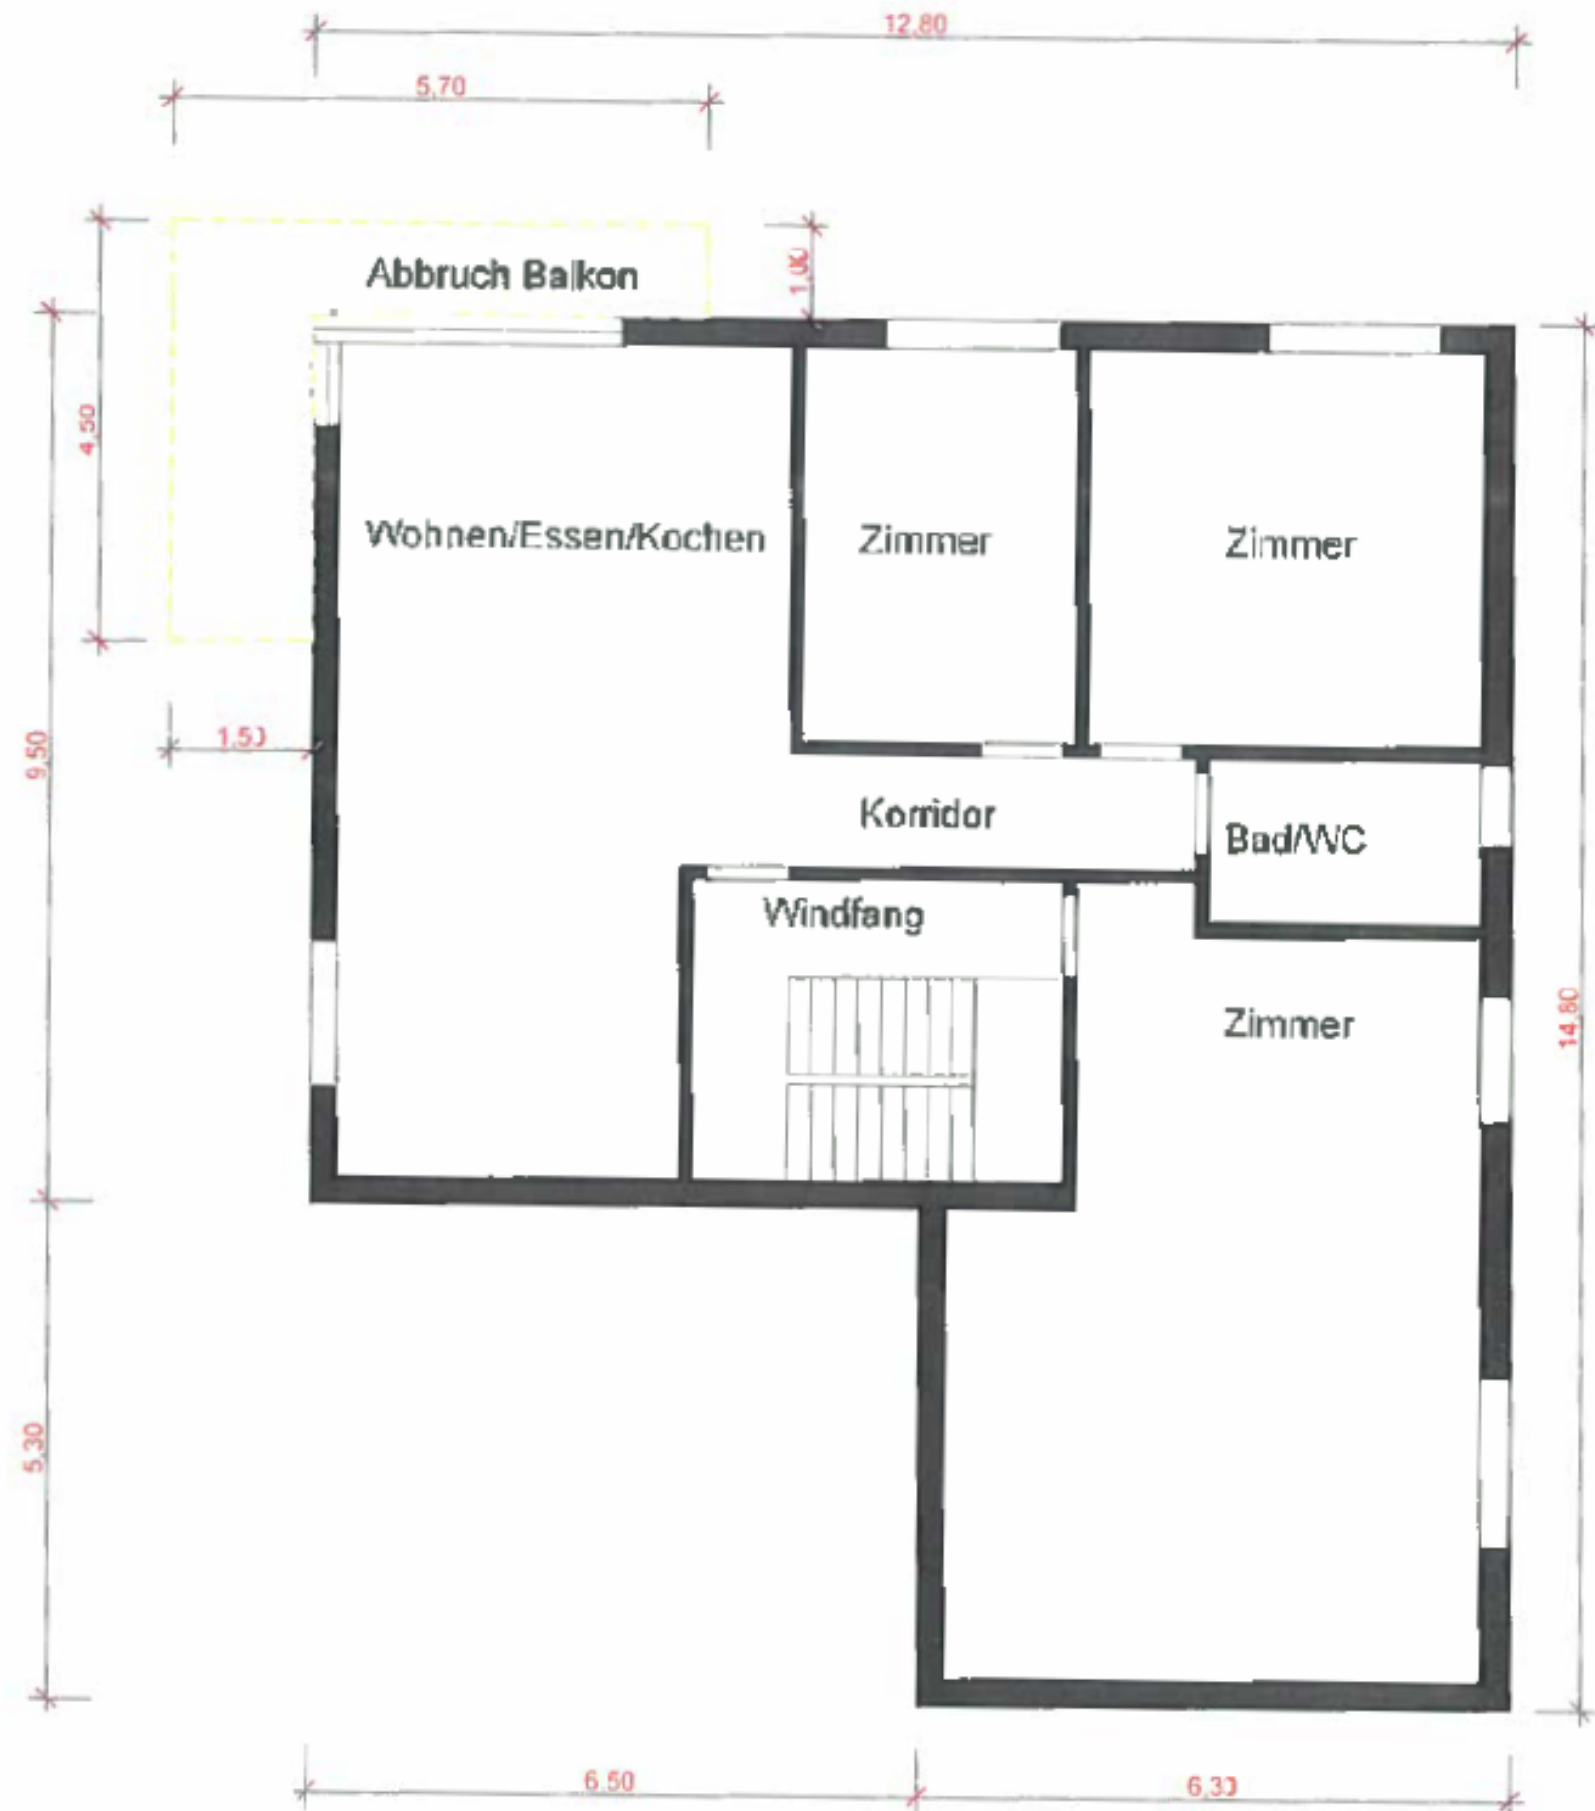 12,80
5,70
Abbruch Balkon
1,00
4,50
Wohnen/Essen/Kochen
Zimmer
Zimmer
9,50
1,50
Korridor
Bad/WC
Windfang
Zimmer
14,80
5,30
6,50
6,30